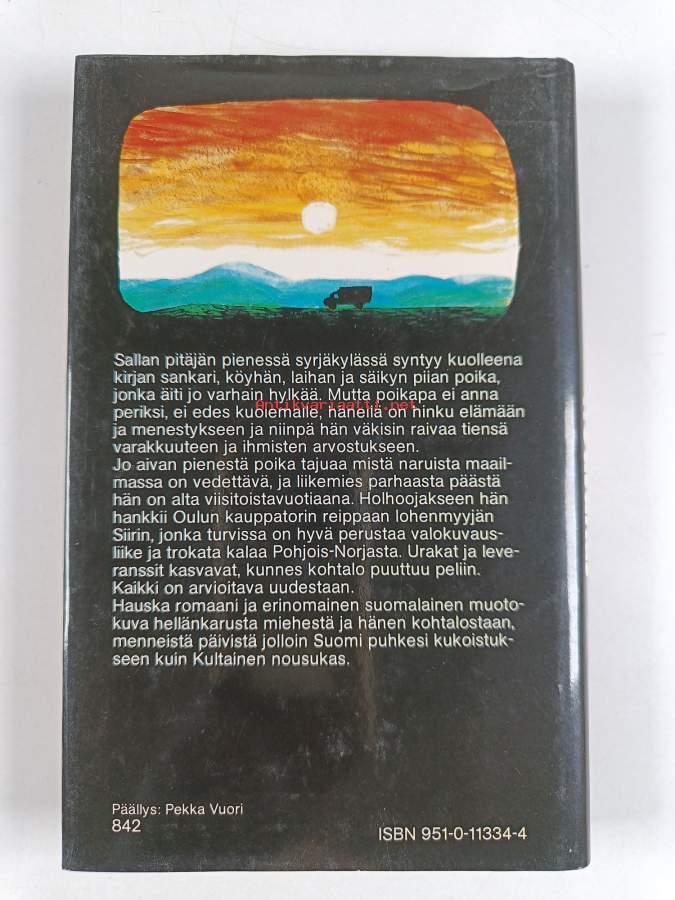 Sallan pitäjän pienessä syrjäkylässä syntyy kuolleena
kirjan sankari, köyhän, laihan ja säikyn piian poika,
jonka äiti jo varhain hylkää. Mutta poikapa ei anna
Antikvariaatti.net
periksi, ei edes kuolemalle, hänellä on hinku elämään
ja menestykseen ja niinpä hän väkisin raivaa tiensä
varakkuuteen ja ihmisten arvostukseen.
Jo aivan pienestä poika tajuaa mistä naruista maail-
massa on vedettävä, ja liikemies parhaasta päästä
hän on alta viisitoistavuotiaana. Holhoojakseen hän
hankkii Oulun kauppatorin reippaan lohenmyyjän
Siirin, jonka turvissa on hyvä perustaa valokuvaus-
liike ja trokata kalaa Pohjois-Norjasta. Urakat ja leve-
ranssit kasvavat, kunnes kohtalo puuttuu peliin.
Kaikki on arvioitava uudestaan.
Hauska romaani ja erinomainen suomalainen muoto-
kuva hellänkarusta miehestä ja hänen kohtalostaan,
menneistä päivistä jolloin Suomi puhkesi kukoistuk-
seen kuin Kultainen nousukas.
Päällys: Pekka Vuori
842
ISBN 951-0-11334-4